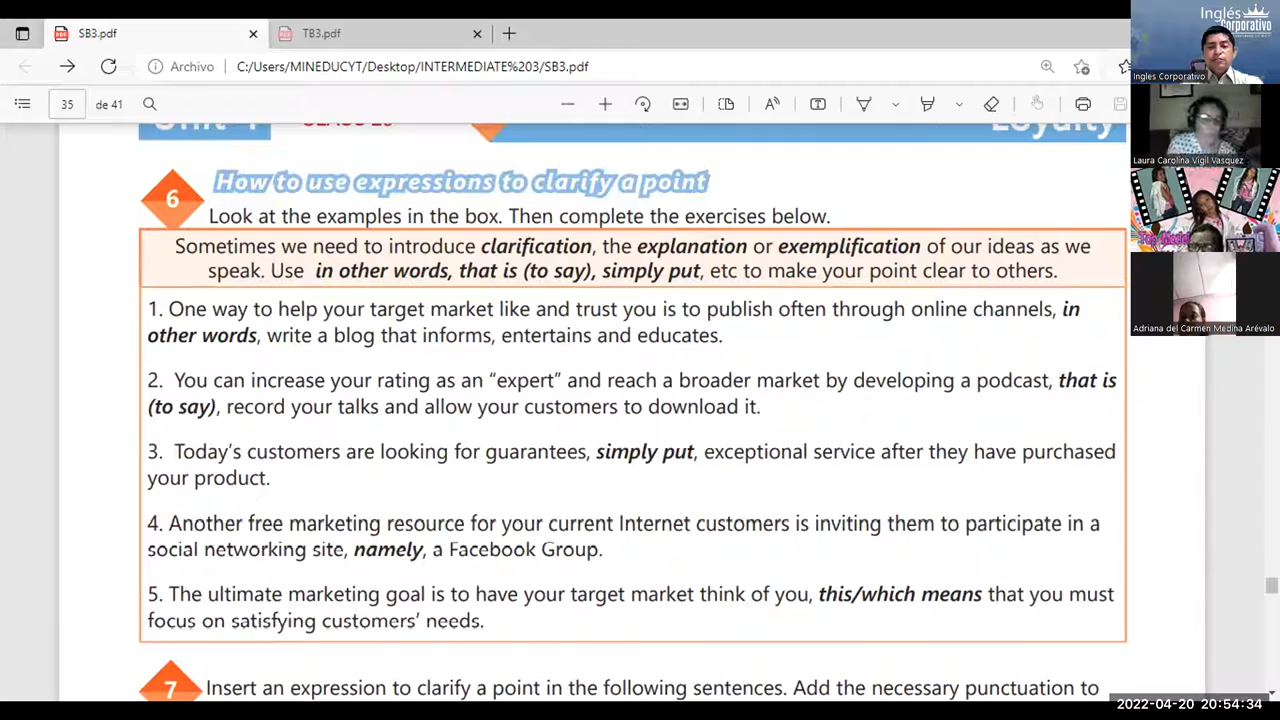 SB3.pdf
TB3.pdf
Archivo C:/Users/MINEDUCYT/Desktop/INTERMEDIATE%203/SB3.pdf
35 de 41
Loyalty
6 How to use expressions to clarify a point
Look at the examples in the box. Then complete the exercises below.
Sometimes we need to introduce clarification, the explanation or exemplification of our ideas as we
speak. Use in other words, that is (to say), simply put, etc to make your point clear to others.
1. One way to help your target market like and trust you is to publish often through online channels, in
other words, write a blog that informs, entertains and educates.
2. You can increase your rating as an “expert” and reach a broader market by developing a podcast, that is
(to say), record your talks and allow your customers to download it.
3. Today’s customers are looking for guarantees, simply put, exceptional service after they have purchased
your product.
4. Another free marketing resource for your current Internet customers is inviting them to participate in a
social networking site, namely, a Facebook Group.
5. The ultimate marketing goal is to have your target market think of you, this/which means that you must
focus on satisfying customers’ needs.
7 Insert an expression to clarify a point in the following sentences. Add the necessary punctuation to
Inglés
Corporativo
Ingles Corporativo
Laura Carolina Vigil Vasquez
Adriana del Carmen Medina Arévalo
2022-04-20 20:54:34